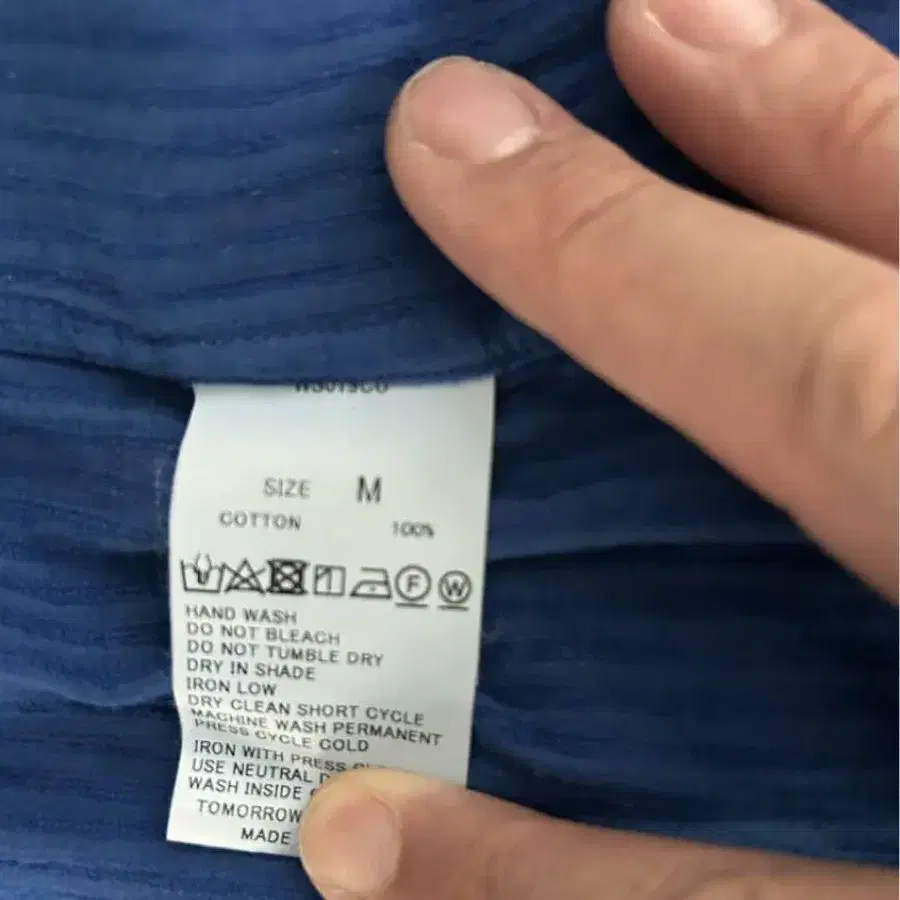 SIZE M
COTTON 100%
F W
HAND WASH
DO NOT BLEACH
DO NOT TUMBLE DRY
DRY IN SHADE
IRON LOW
DRY CLEAN SHORT CYCLE
MACHINE WASH PERMANENT
PRESS CYCLE COLD
IRON WITH PRESS
USE NEUTRAL
WASH INSIDE
TOMORROW
MADE